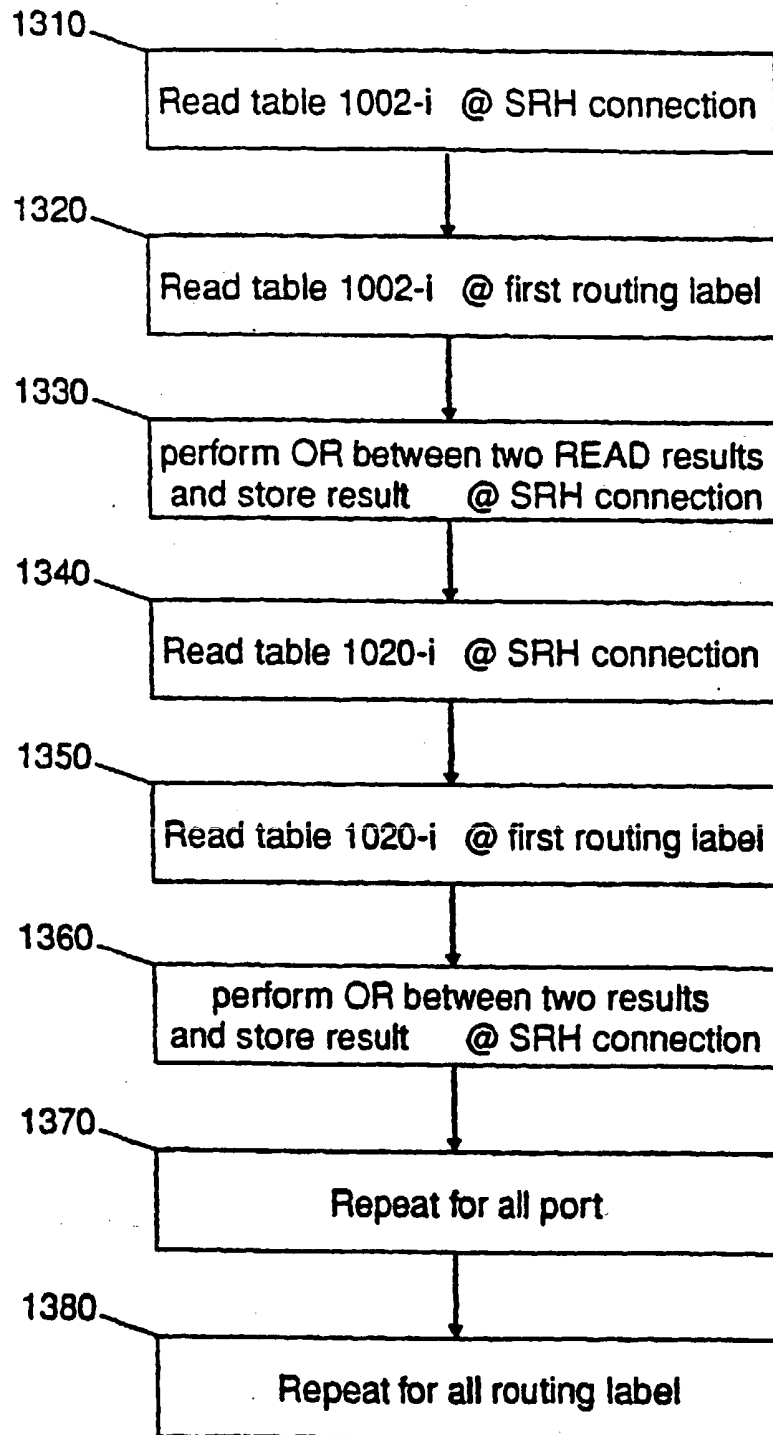 1310
Read table 1002-i @ SRH connection
1320
Read table 1002-i @ first routing label
1330
perform OR between two READ results
and store result @ SRH connection
1340
Read table 1020-i @ SRH connection
1350
Read table 1020-i @ first routing label
1360
perform OR between two results
and store result @ SRH connection
1370
Repeat for all port
1380
Repeat for all routing label